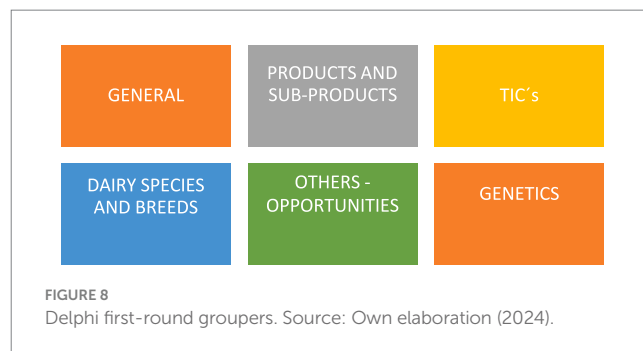 GENERAL
PRODUCTS AND
SUB-PRODUCTS
TIC´s
DAIRY SPECIES
AND BREEDS
OTHERS -
OPPORTUNITIES
GENETICS
FIGURE 8
Delphi first-round groupers. Source: Own elaboration (2024).